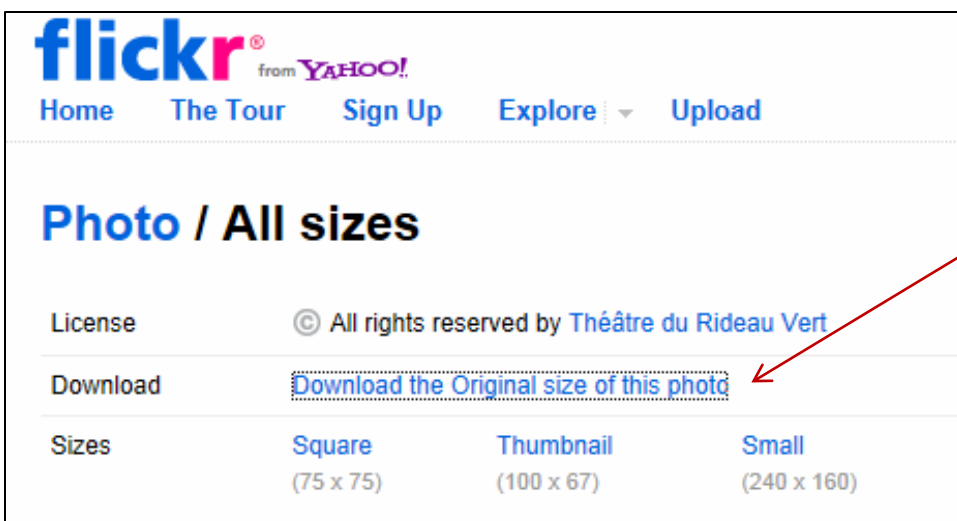 flickr® from YAHOO!
Home The Tour Sign Up Explore Upload
Photo / All sizes
License © All rights reserved by Théâtre du Rideau Vert
Download Download the Original size of this photo
Sizes Square Thumbnail Small
(75 x 75) (100 x 67) (240 x 160)